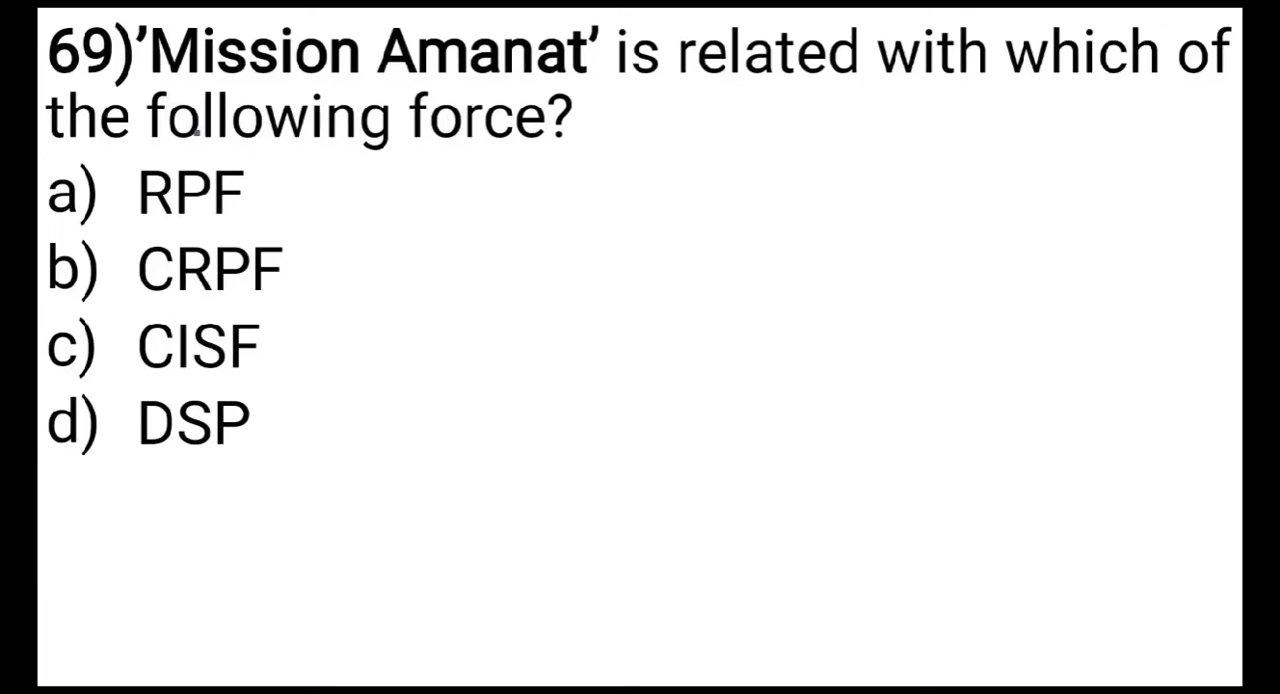 69)’Mission Amanat’ is related with which of
the following force?
a) RPF
b) CRPF
c) CISF
d) DSP